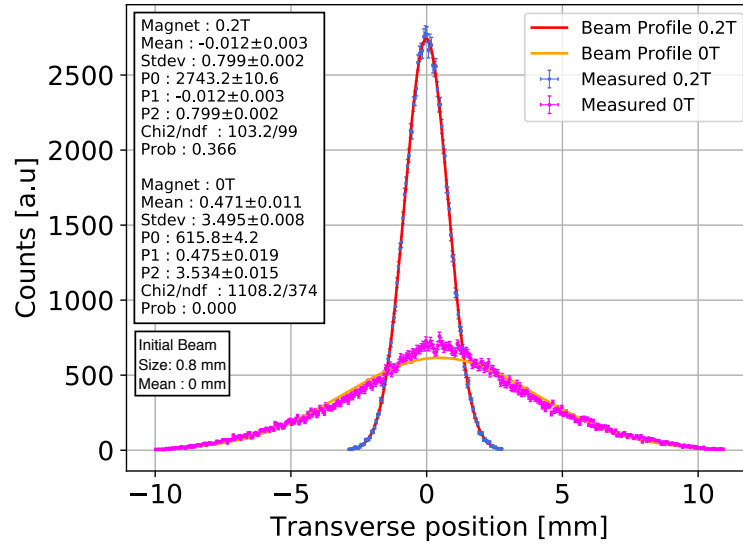 Magnet : 0.2T
Mean : -0.012±0.003
Stdev : 0.799±0.002
P0 : 2743.2±10.6
P1 : -0.012±0.003
P2 : 0.799±0.002
Chi2/ndf : 103.2/99
Prob : 0.366
Magnet : 0T
Mean : 0.471±0.011
Stdev : 3.495±0.008
P0 : 615.8±4.2
P1 : 0.475±0.019
P2 : 3.534±0.015
Chi2/ndf : 1108.2/374
Prob : 0.000
Initial Beam
Size: 0.8 mm
Mean : 0 mm
Beam Profile 0.2T
Beam Profile 0T
Measured 0.2T
Measured 0T
Counts [a.u]
2500
2000
1500
1000
500
0
−10 −5 0 5 10
Transverse position [mm]